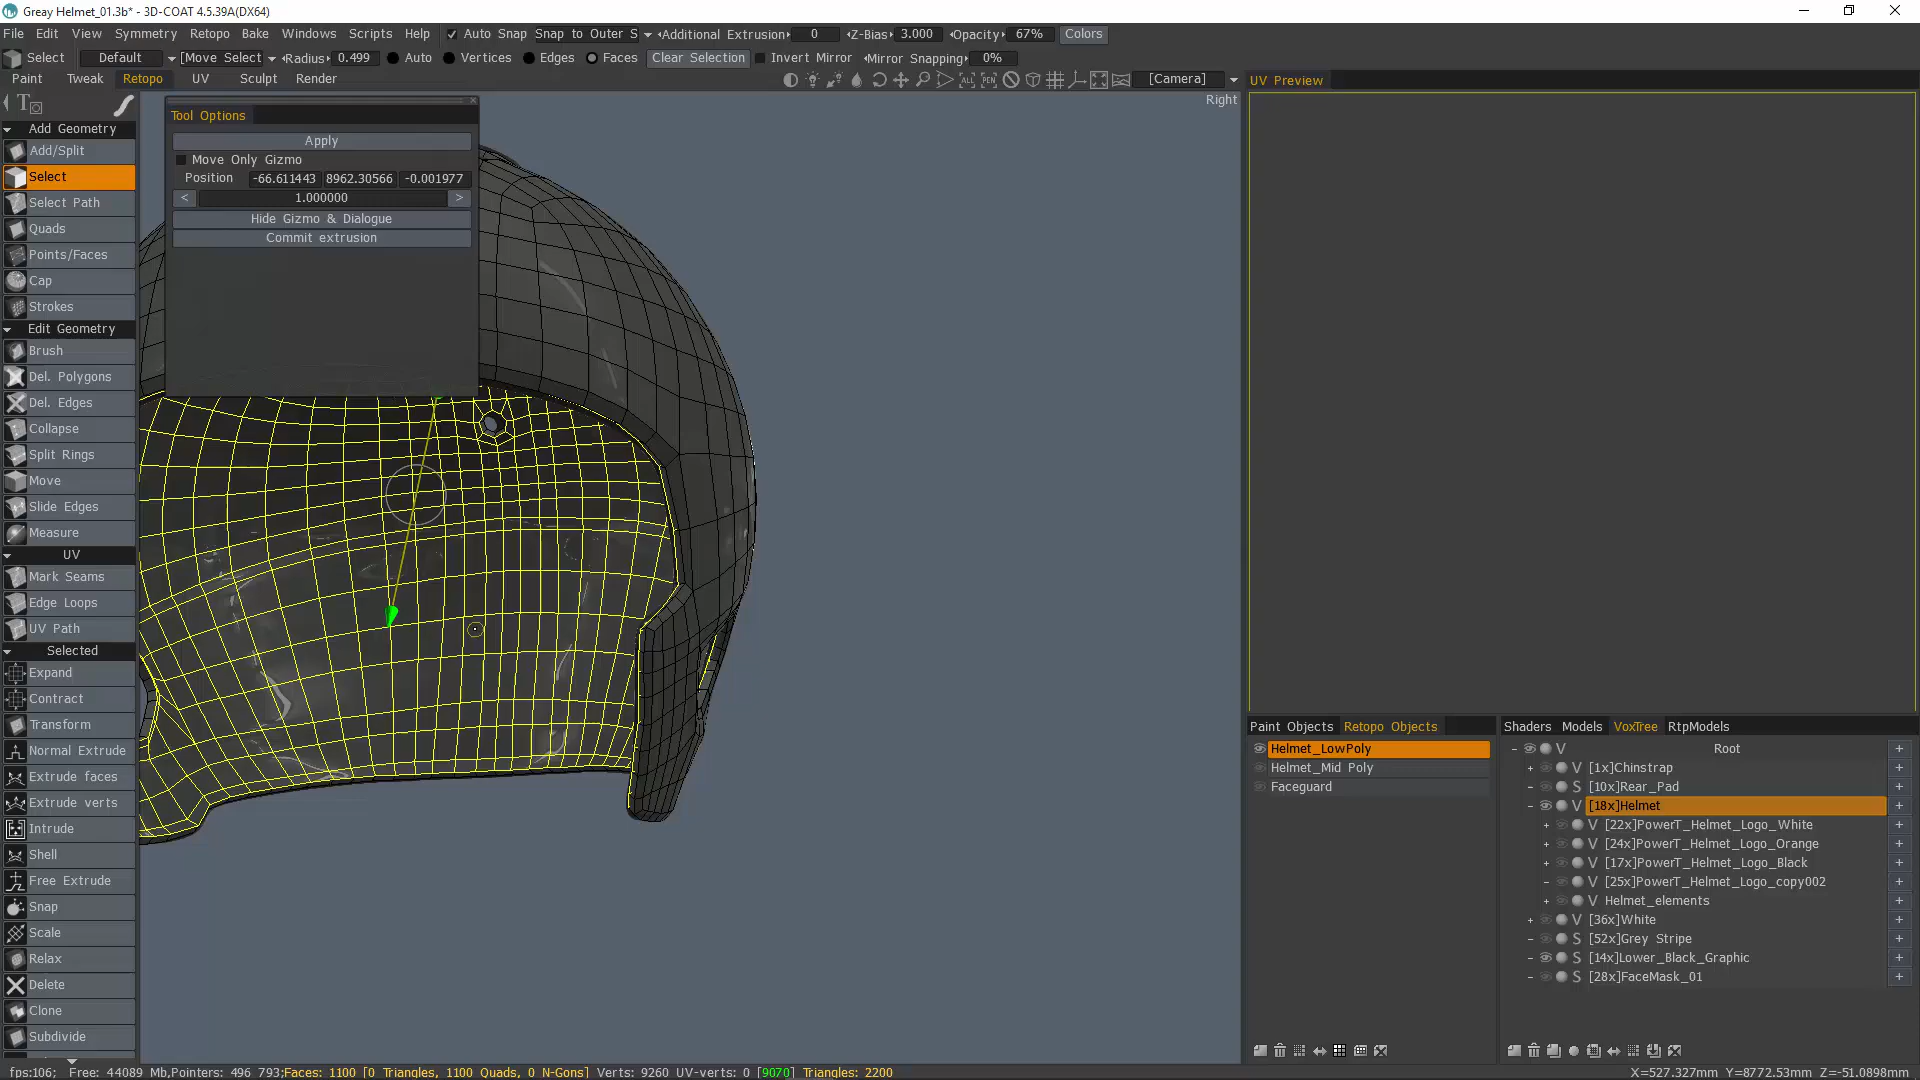 Greay Helmet_01.3b* - 3D-COAT 4.5.39A(DX64)
File Edit View Symmetry Retopo Bake Windows Scripts Help Auto Snap Snap to Outer S Additional Extrusion 0 Z-Bias 3.000 Opacity 67% Colors
Select Default [Move Select Radius 0.499 Auto Vertices Edges Faces Clear Selection Invert Mirror Mirror Snapping 0%
Paint Tweak Retopo UV Sculpt Render [Camera] UV Preview
Right
Tool Options
Apply
Move Only Gizmo
Position -66.611443 8962.30566 -0.001977
< 1.000000 >
Hide Gizmo & Dialogue
Commit extrusion
Add Geometry
Add/Split
Select
Select Path
Quads
Points/Faces
Cap
Strokes
Edit Geometry
Brush
Del. Polygons
Del. Edges
Collapse
Split Rings
Move
Slide Edges
Measure
UV
Mark Seams
Edge Loops
UV Path
Selected
Expand
Contract
Transform
Normal Extrude
Extrude faces
Extrude verts
Intrude
Shell
Free Extrude
Snap
Scale
Relax
Delete
Clone
Subdivide
Paint Objects Retopo Objects
Helmet_LowPoly
Helmet_Mid Poly
Faceguard
Shaders Models VoxTree RtpModels
– V Root +
+ V [1x]Chinstrap +
– S [10x]Rear_Pad +
– V [18x]Helmet +
+ V [22x]PowerT_Helmet_Logo_White +
+ V [24x]PowerT_Helmet_Logo_Orange +
+ V [17x]PowerT_Helmet_Logo_Black +
– V [25x]PowerT_Helmet_Logo_copy002 +
+ V Helmet_elements +
+ V [36x]White +
– S [52x]Grey Stripe +
– S [14x]Lower_Black_Graphic +
– S [28x]FaceMask_01 +
fps:106; Free: 44089 Mb,Pointers: 496 793;Faces: 1100 [0 Triangles, 1100 Quads, 0 N-Gons] Verts: 9260 UV-verts: 0 [9070] Triangles: 2200 X=527.327mm Y=8772.53mm Z=-51.0898mm